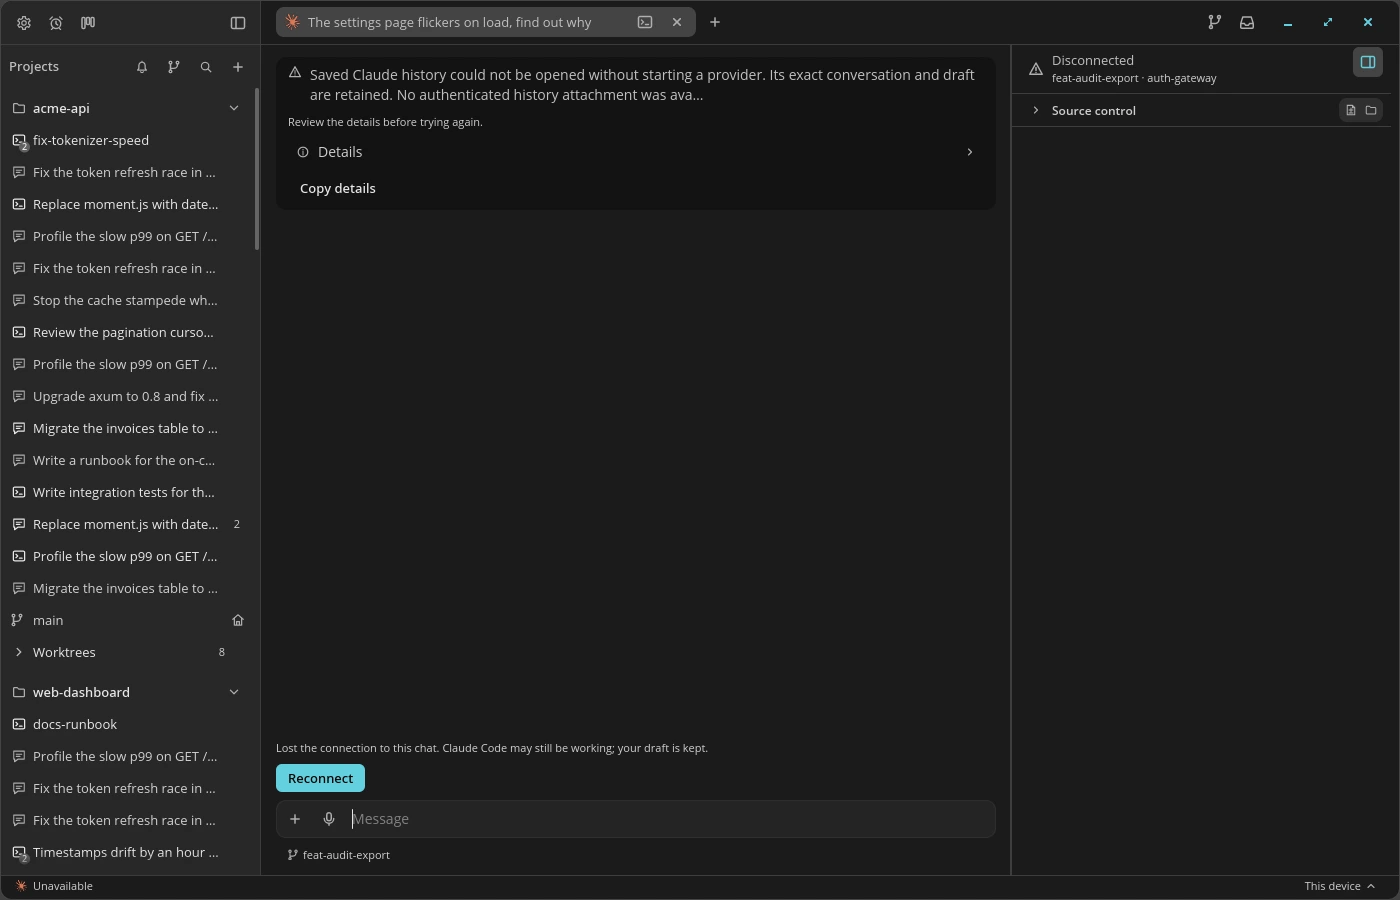 The settings page flickers on load, find out why
Projects
acme-api
fix-tokenizer-speed
2
Fix the token refresh race in ...
Replace moment.js with date...
Profile the slow p99 on GET /...
Fix the token refresh race in ...
Stop the cache stampede wh...
Review the pagination curso...
Profile the slow p99 on GET /...
Upgrade axum to 0.8 and fix ...
Migrate the invoices table to ...
Write a runbook for the on-c...
Write integration tests for th...
Replace moment.js with date... 2
Profile the slow p99 on GET /...
Migrate the invoices table to ...
main
Worktrees 8
web-dashboard
docs-runbook
Profile the slow p99 on GET /...
Fix the token refresh race in ...
Fix the token refresh race in ...
Timestamps drift by an hour ...
2
Saved Claude history could not be opened without starting a provider. Its exact conversation and draft
are retained. No authenticated history attachment was ava...
Review the details before trying again.
Details
Copy details
Lost the connection to this chat. Claude Code may still be working; your draft is kept.
Reconnect
Message
feat-audit-export
Disconnected
feat-audit-export · auth-gateway
Source control
Unavailable
This device